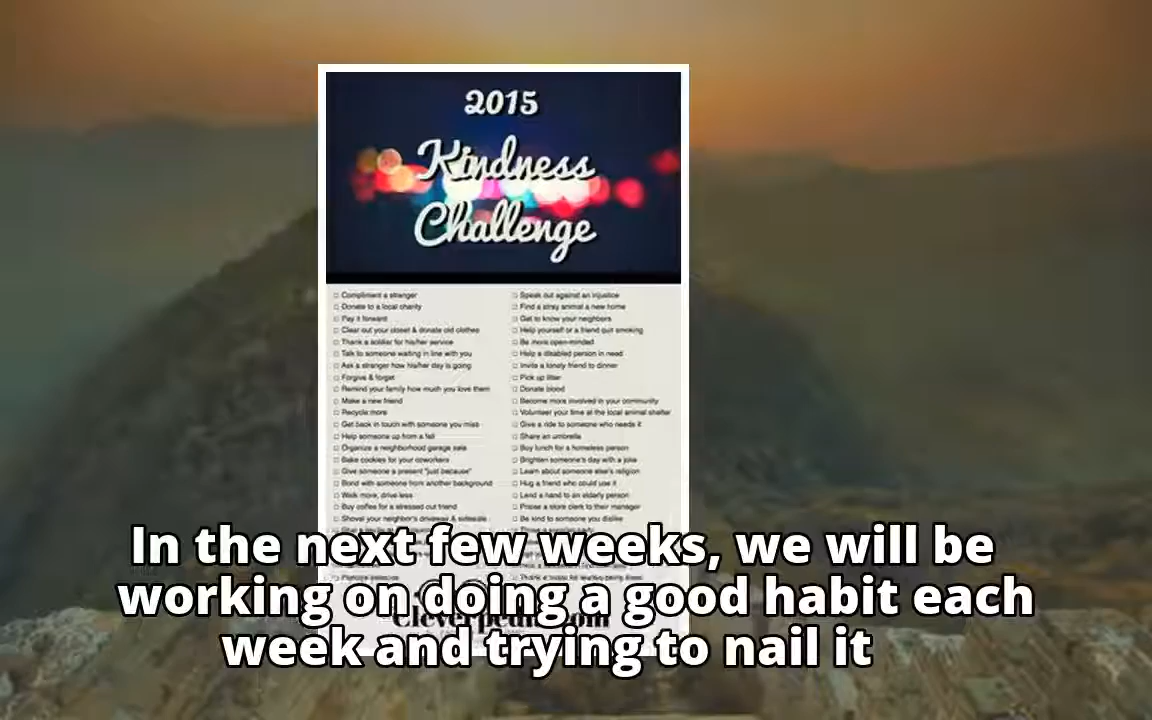 2015
Kindness
Challenge
Compliment a stranger
Donate to a local charity
Pay it forward
Clear out your closet & donate old clothes
Thank a soldier for his/her service
Talk to someone waiting in line with you
Ask a stranger how his/her day is going
Forgive & forget
Remind your family how much you love them
Make a new friend
Recycle more
Get back in touch with someone you miss
Help someone up from a fall
Organize a neighborhood garage sale
Bake cookies for your coworkers
Give someone a present "just because"
Bond with someone from another background
Walk more, drive less
Buy coffee for a stressed out friend
Shovel your neighbor's driveway & sidewalk
Speak out against an injustice
Find a stray animal a new home
Get to know your neighbors
Help yourself or a friend quit smoking
Be more open-minded
Help a disabled person in need
Invite a lonely friend to dinner
Pick up litter
Donate blood
Become more involved in your community
Volunteer your time at the local animal shelter
Give a ride to someone who needs it
Share an umbrella
Buy lunch for a homeless person
Brighten someone's day with a joke
Learn about someone else's religion
Hug a friend who could use it
Lend a hand to an elderly person
Praise a store clerk to their manager
Be kind to someone you dislike
In the next few weeks, we will be
working on doing a good habit each
week and trying to nail it